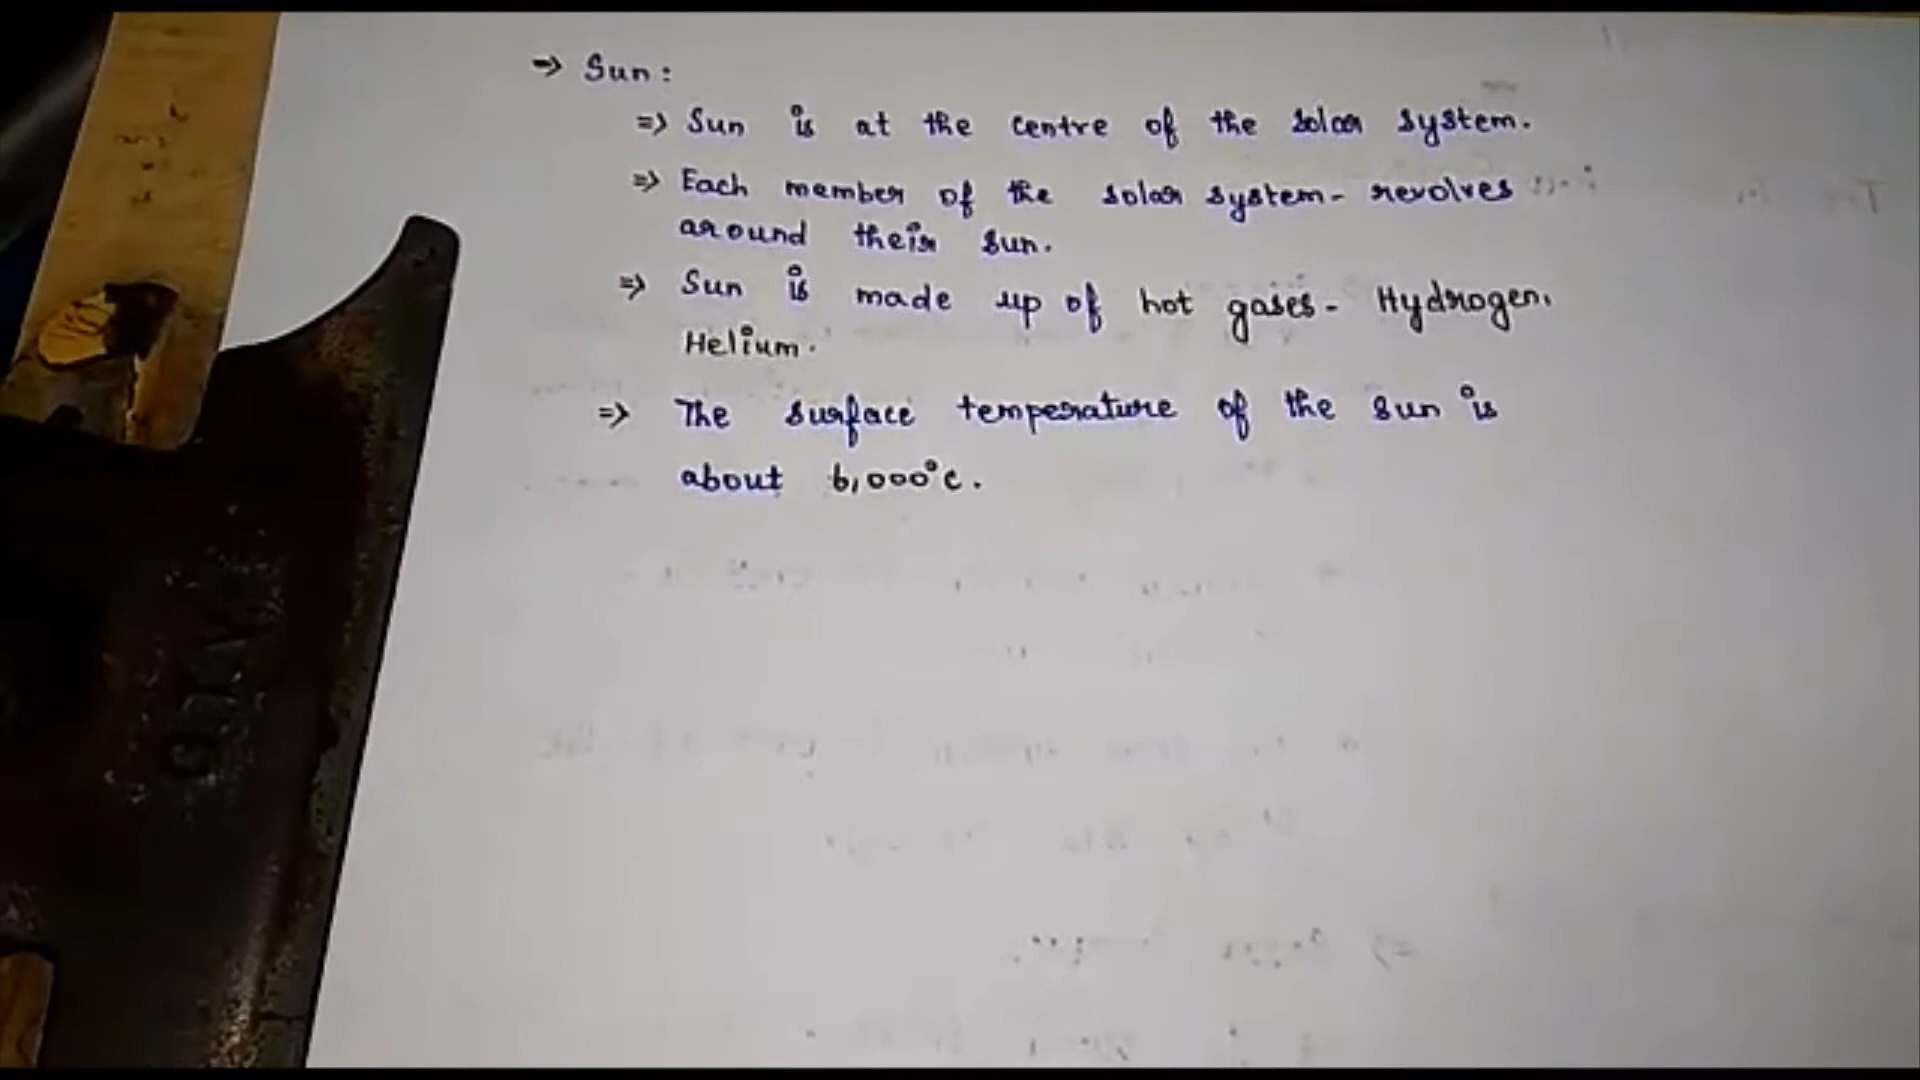 ⇒ Sun:
⇒ Sun is at the centre of the solar system.
⇒ Each member of the solar system - revolves
around their sun.
⇒ Sun is made up of hot gases - Hydrogen,
Helium.
⇒ The surface temperature of the sun is
about 6,000°c.